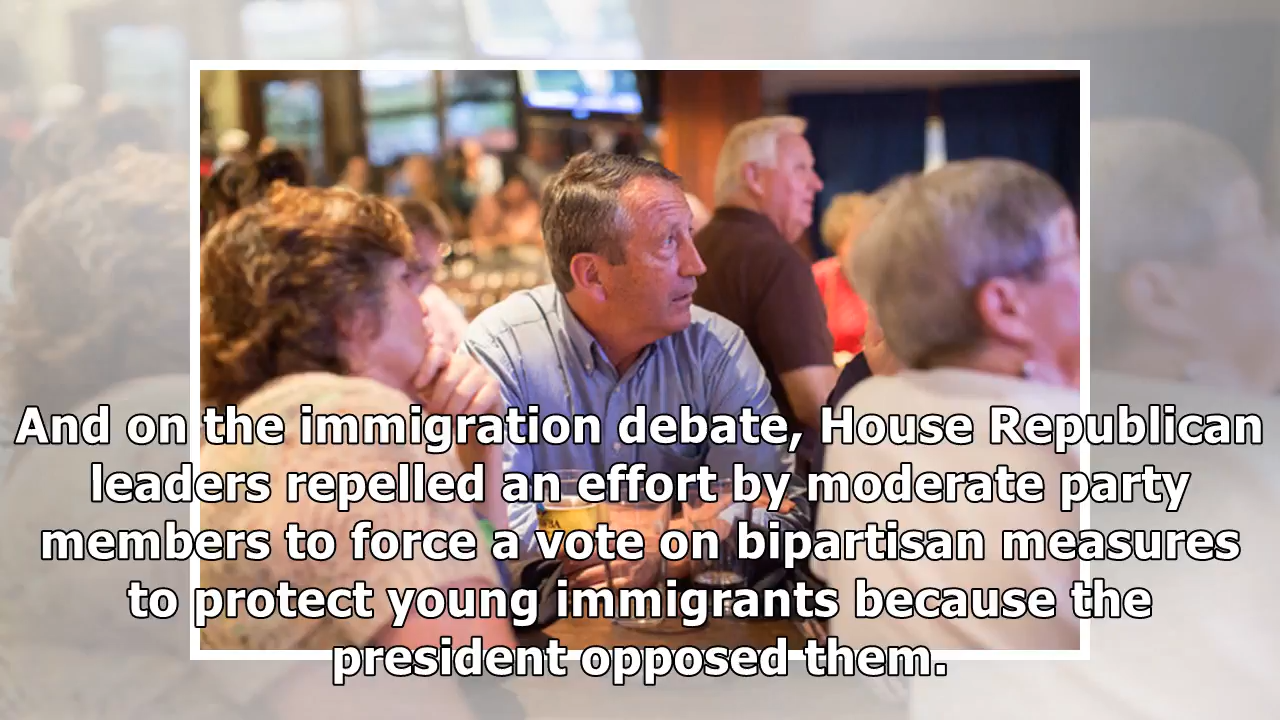 And on the immigration debate, House Republican
leaders repelled an effort by moderate party
members to force a vote on bipartisan measures
to protect young immigrants because the
president opposed them.